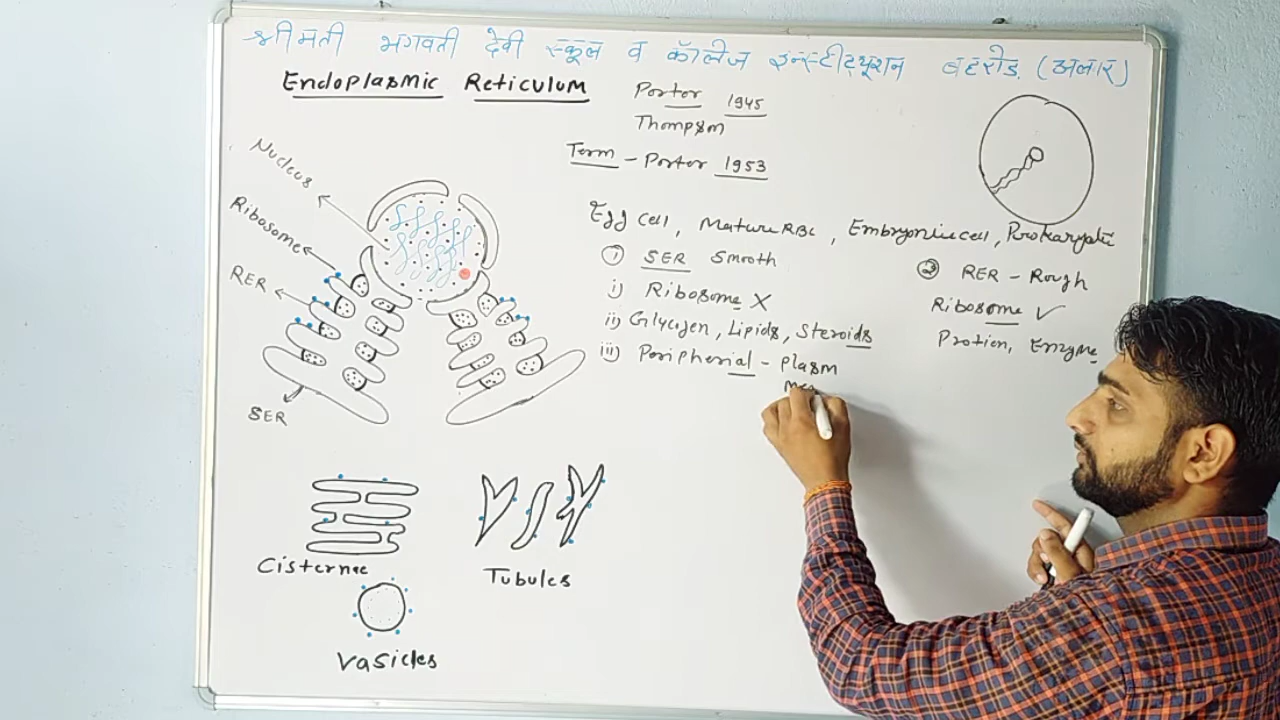 श्रीमती भगवती देवी स्कूल व कॉलेज इन्स्टीट्यूशन बहरोड़ (अलवर)
Endoplasmic Reticulum
Porter 1945
Thompsm
Term - Porter 1953
Nucleus
Ribosome
RER
SER
Egg cell, Mature RBC, Embryonic cell, Prokaryotic
① SER Smooth
i) Ribosome X
ii) Glycogen, Lipids, Steroids
iii) Peripherial - Plasm
② RER - Rough
Ribosome ✓
Protien, Enzyme
Cisternae
Tubules
Vasicles